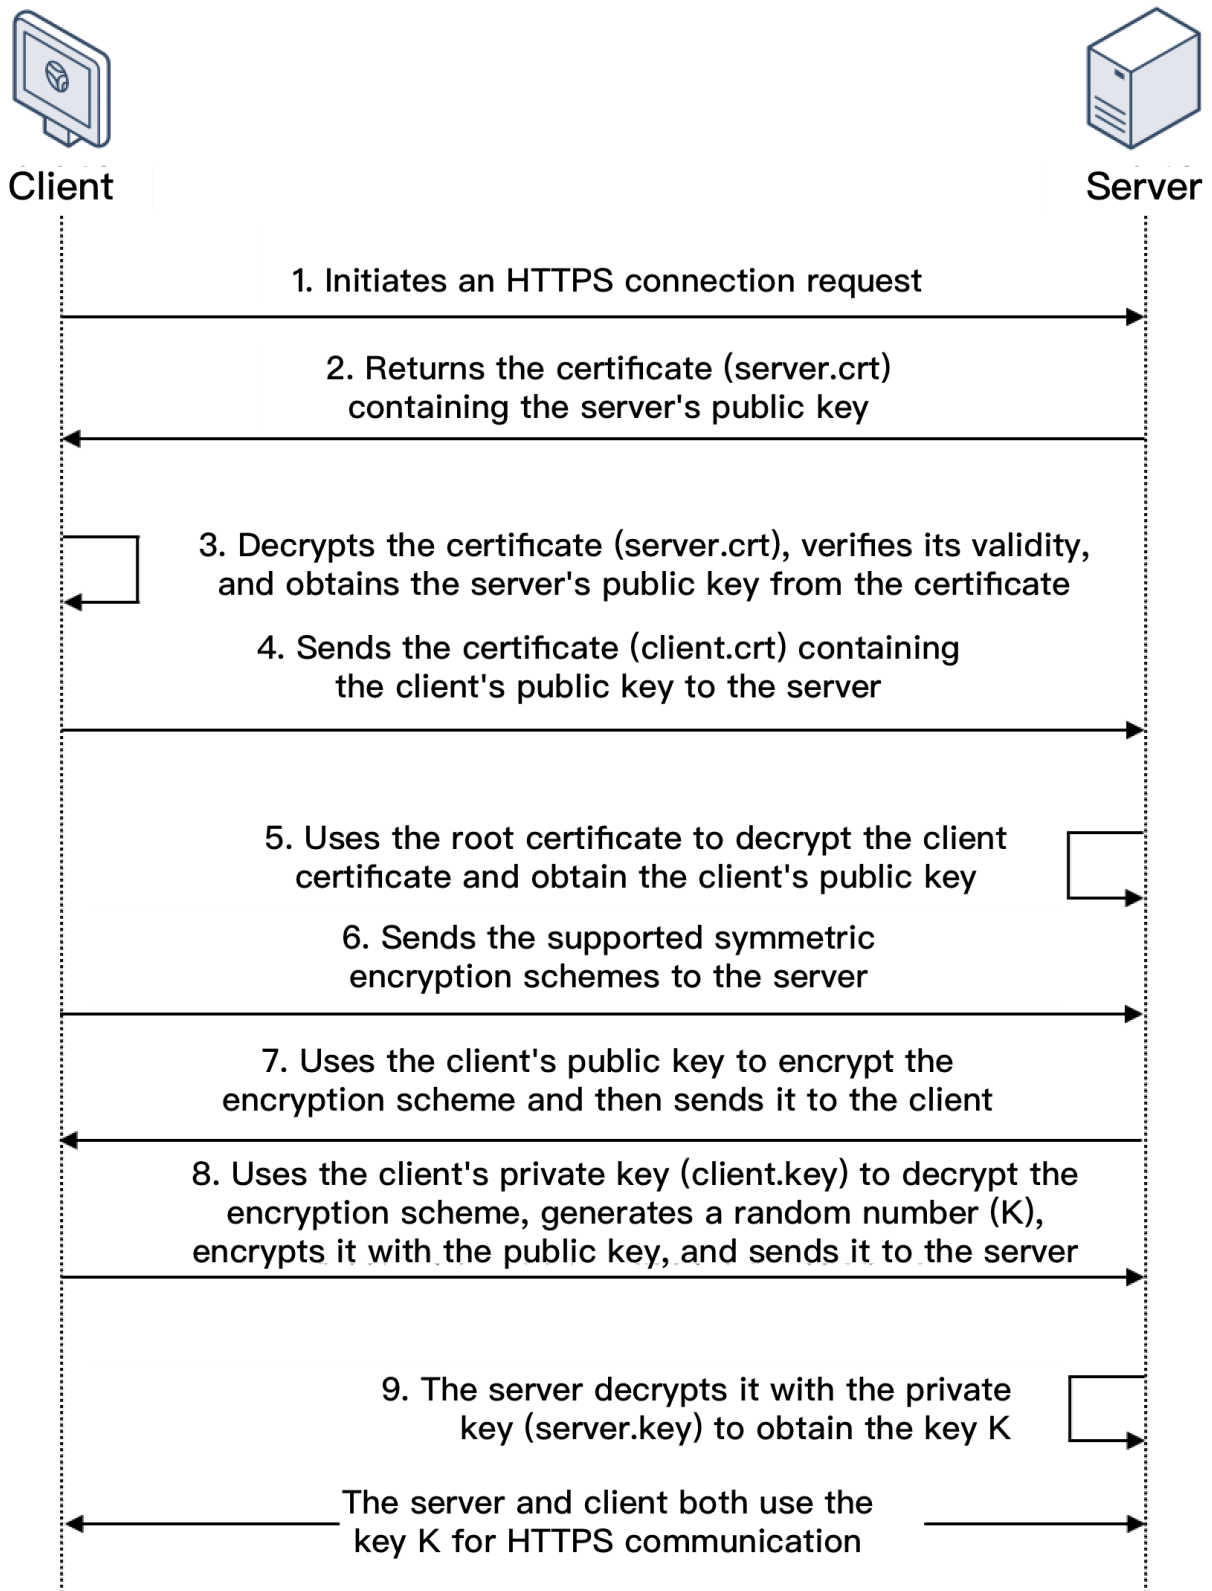 Client
Server
1. Initiates an HTTPS connection request
2. Returns the certificate (server.crt)
containing the server's public key
3. Decrypts the certificate (server.crt), verifies its validity,
and obtains the server's public key from the certificate
4. Sends the certificate (client.crt) containing
the client's public key to the server
5. Uses the root certificate to decrypt the client
certificate and obtain the client's public key
6. Sends the supported symmetric
encryption schemes to the server
7. Uses the client's public key to encrypt the
encryption scheme and then sends it to the client
8. Uses the client's private key (client.key) to decrypt the
encryption scheme, generates a random number (K),
encrypts it with the public key, and sends it to the server
9. The server decrypts it with the private
key (server.key) to obtain the key K
The server and client both use the
key K for HTTPS communication